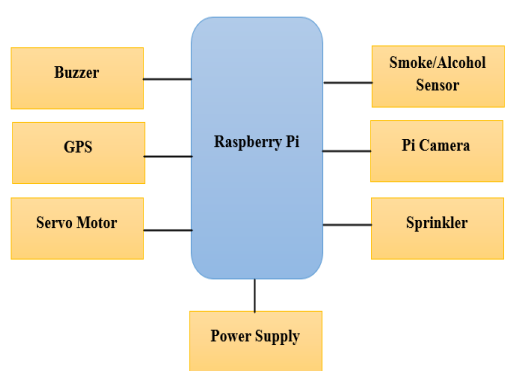 Buzzer
GPS
Servo Motor
Raspberry Pi
Smoke/Alcohol
Sensor
Pi Camera
Sprinkler
Power Supply